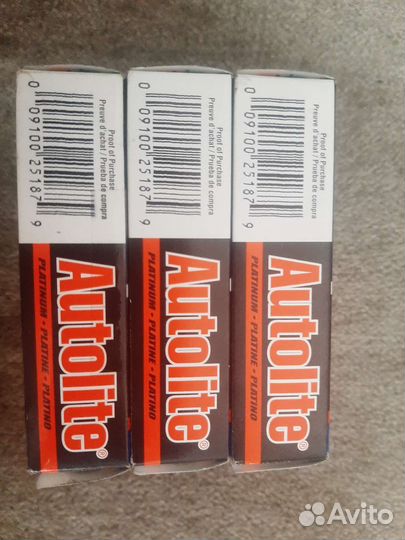 Proof of Purchase
Preuve d'achat / Prueba de compra
0 09100 25187 9
Autolite®
PLATINUM - PLATINE - PLATINO
Proof of Purchase
Preuve d'achat / Prueba de compra
0 09100 25187 9
Autolite®
PLATINUM - PLATINE - PLATINO
Proof of Purchase
Preuve d'achat / Prueba de compra
0 09100 25187 9
Autolite®
PLATINUM - PLATINE - PLATINO
Avito